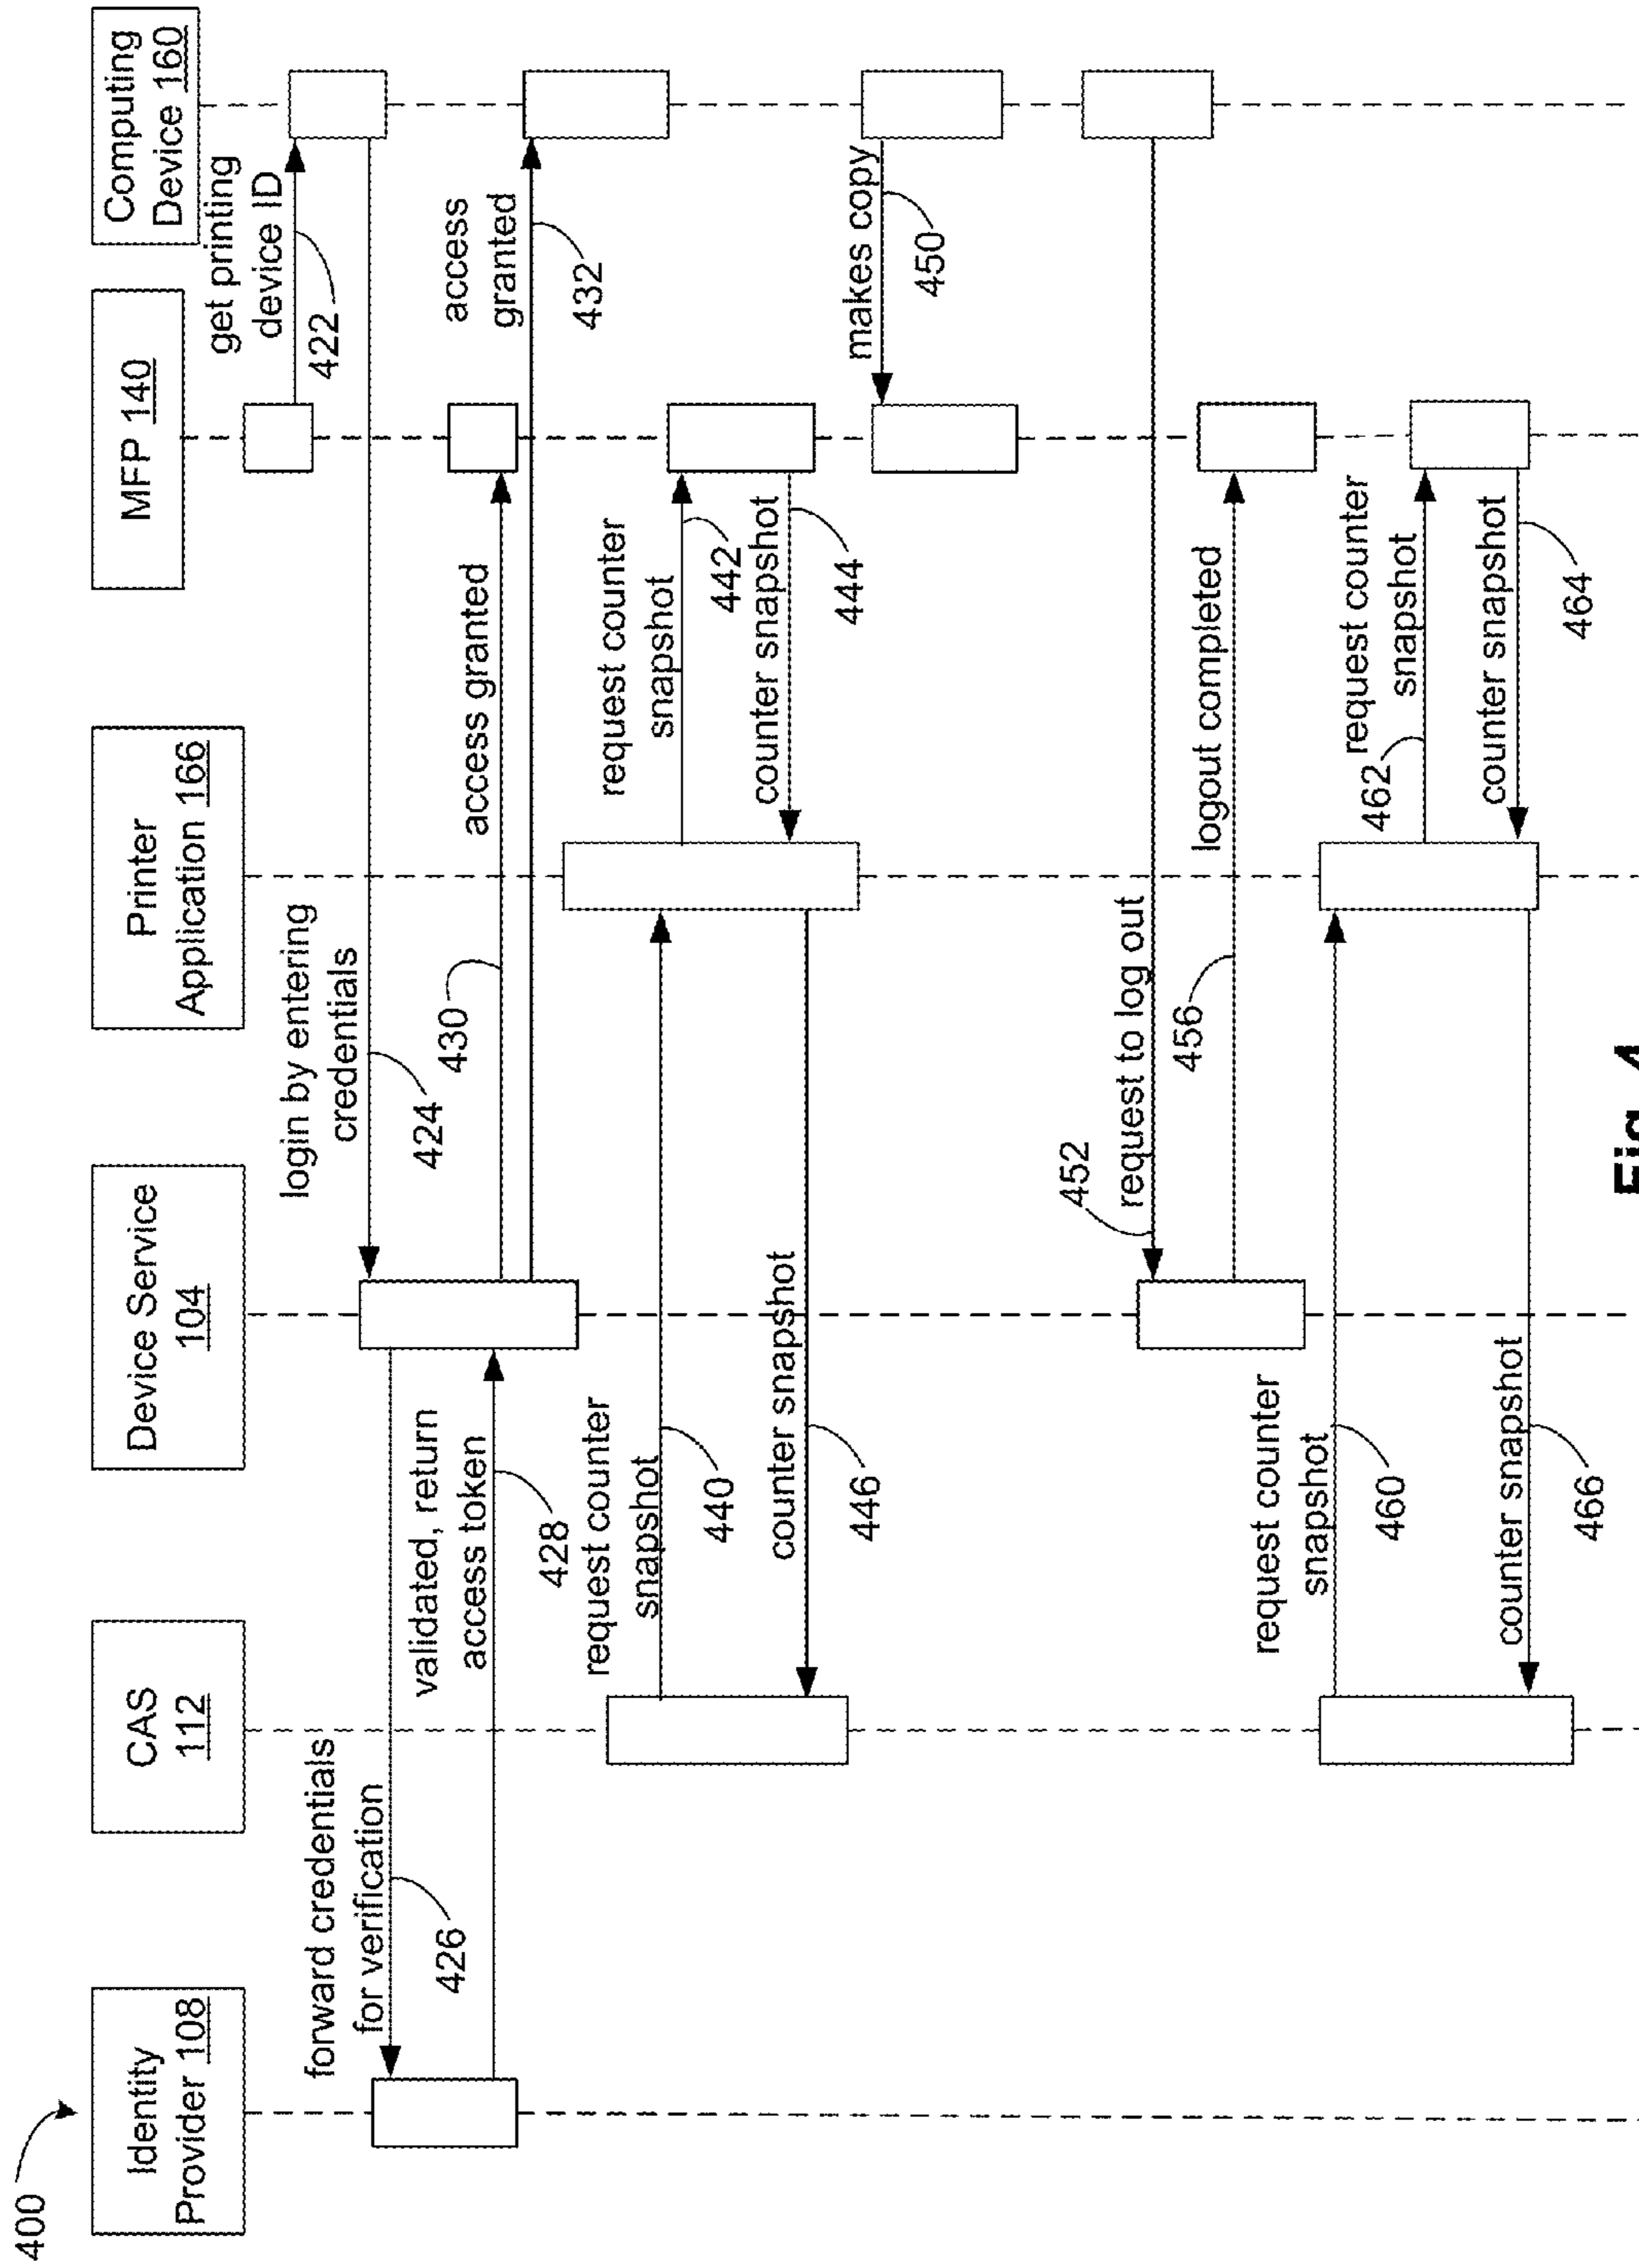 400
Identity
Provider 108
CAS
112
Device Service
104
Printer
Application 166
MFP 140
Computing
Device 160
get printing
device ID
422
login by entering
credentials
424
forward credentials
for verification
426
validated, return
access token
428
access granted
430
access
granted
432
request counter
snapshot
440
request counter
snapshot
442
counter snapshot
444
counter snapshot
446
makes copy
450
452
request to log out
logout completed
456
request counter
snapshot
460
request counter
snapshot
462
counter snapshot
464
counter snapshot
466
Fig. 4